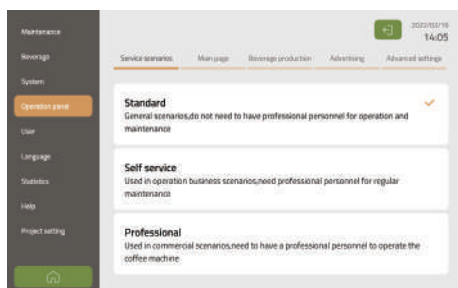 Maintenance
Beverage
System
Operation panel
User
Language
Statistics
Help
Project setting
2022/03/16
14:05
Service scenarios Main page Beverage production Advertising Advanced settings
Standard
General scenarios,do not need to have professional personnel for operation and
maintenance
Self service
Used in operation business scenarios,need professional personnel for regular
maintenance
Professional
Used in commercial scenarios,need to have a professional personnel to operate the
coffee machine